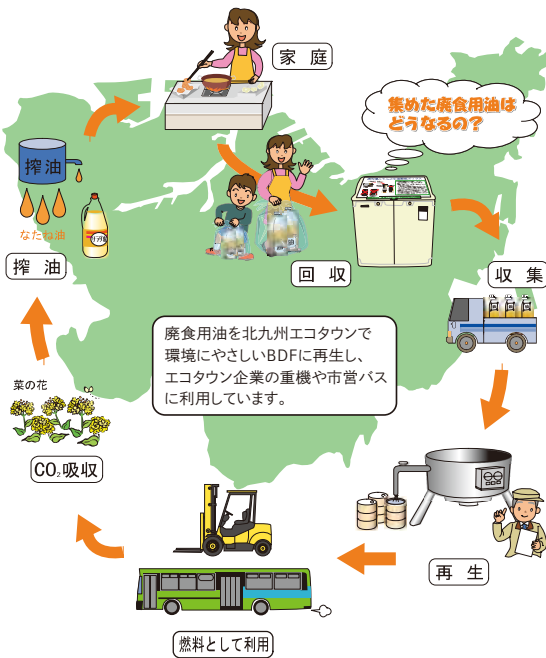 家庭
集めた廃食用油は
どうなるの？
搾油
なたね油
搾油
回収
収集
廃食用油を北九州エコタウンで
環境にやさしいBDFに再生し、
エコタウン企業の重機や市営バス
に利用しています。
菜の花
CO₂吸収
再生
燃料として利用